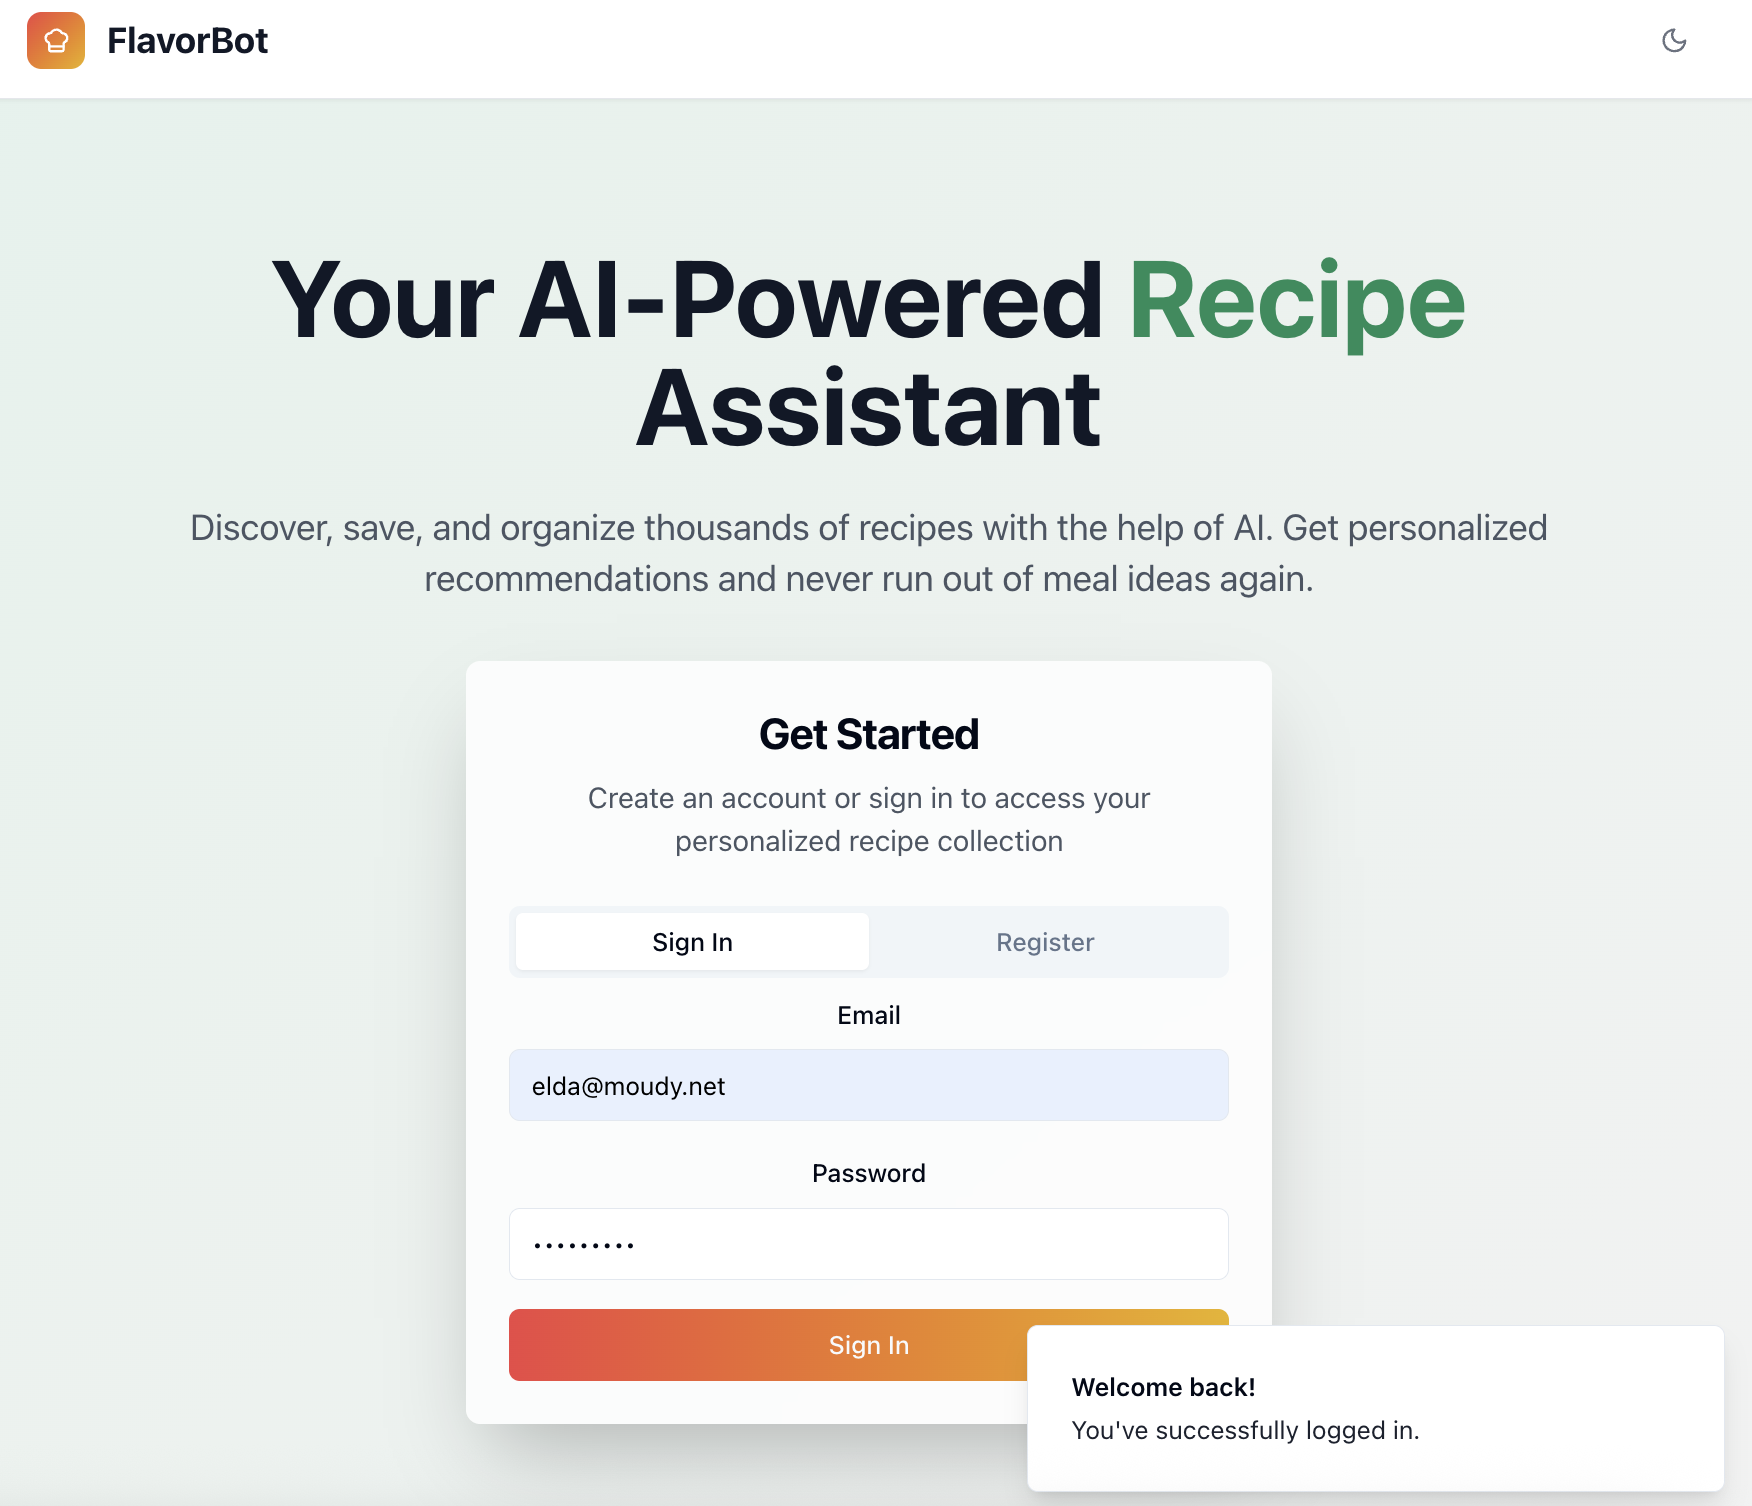 FlavorBot
Your AI-Powered Recipe
Assistant
Discover, save, and organize thousands of recipes with the help of AI. Get personalized
recommendations and never run out of meal ideas again.
Get Started
Create an account or sign in to access your
personalized recipe collection
Sign In
Register
Email
elda@moudy.net
Password
•••••••••
Sign In
Welcome back!
You've successfully logged in.